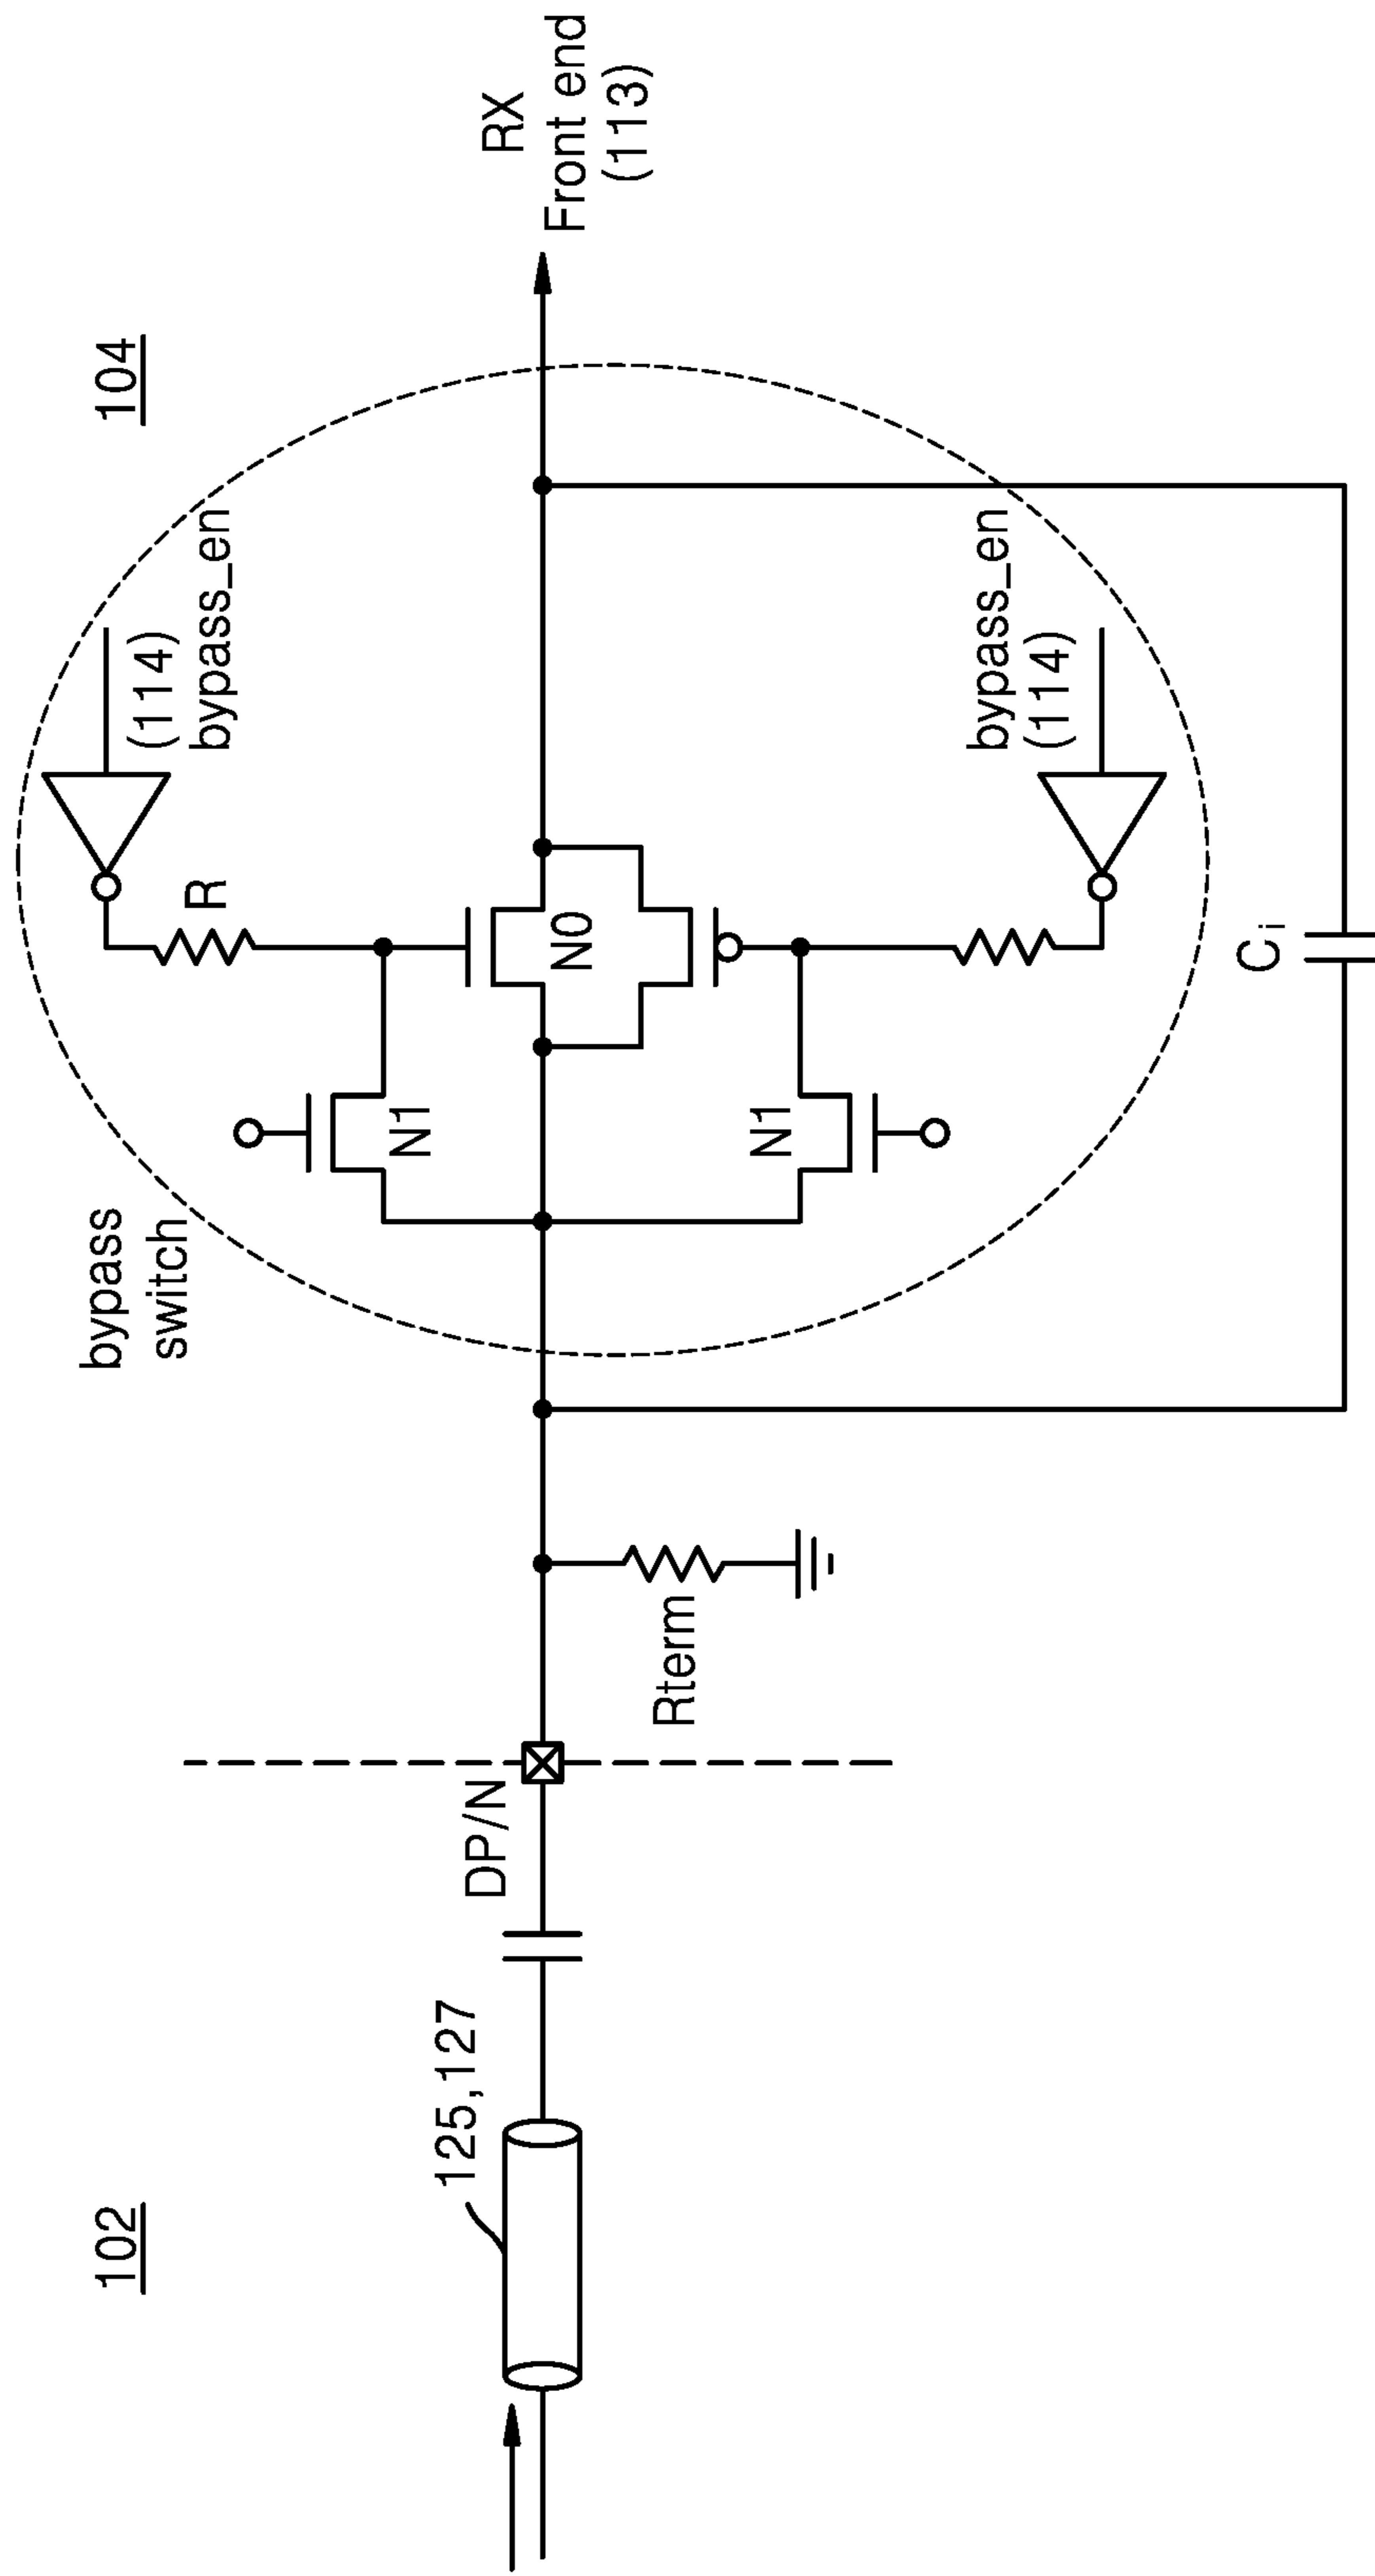 102
104
bypass
switch
(114)
bypass_en
R
N1
N0
N1
bypass_en
(114)
RX
Front end
(113)
125,127
DP/N
Rterm
Ci